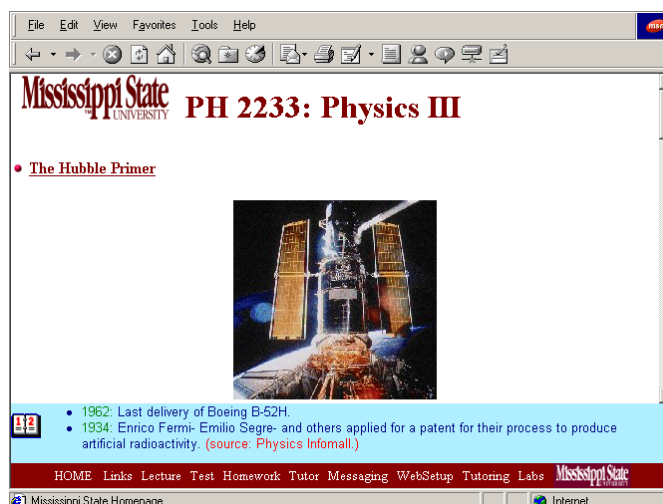 File Edit View Favorites Tools Help
msn
Mississippi State
UNIVERSITY
PH 2233: Physics III
The Hubble Primer
1962: Last delivery of Boeing B-52H.
1934: Enrico Fermi- Emilio Segre- and others applied for a patent for their process to produce
artificial radioactivity. (source: Physics Infomall.)
12
HOME Links Lecture Test Homework Tutor Messaging WebSetup Tutoring Labs Mississippi State
UNIVERSITY
Mississippi State Homepage
Internet